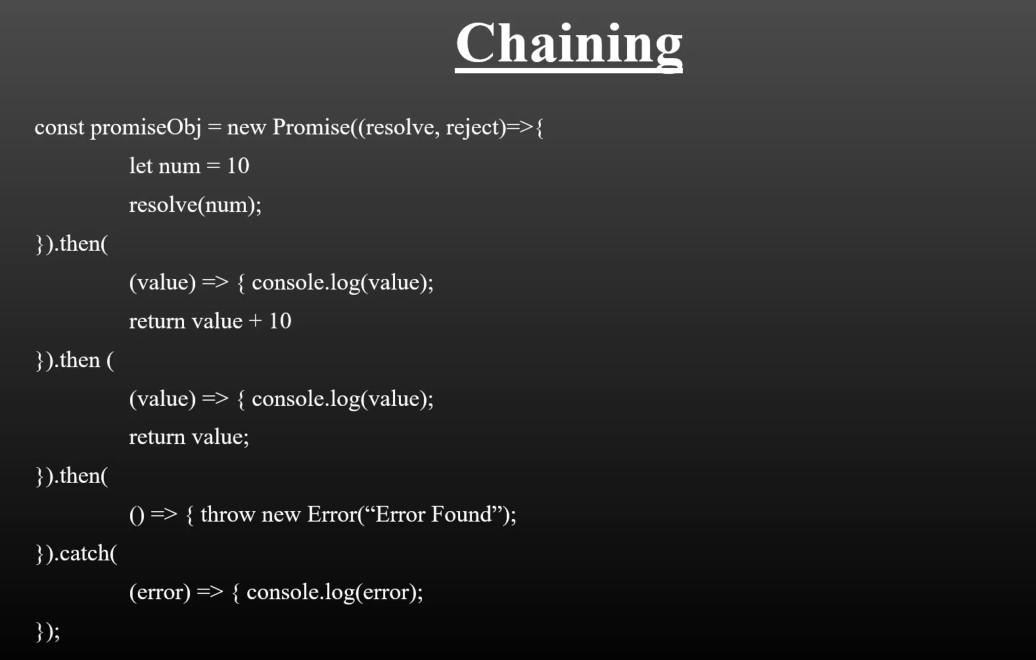 Chaining
const promiseObj = new Promise((resolve, reject)=>{
let num = 10
resolve(num);
}).then(
(value) => { console.log(value);
return value + 10
}).then (
(value) => { console.log(value);
return value;
}).then(
() => { throw new Error(“Error Found”);
}).catch(
(error) => { console.log(error);
});